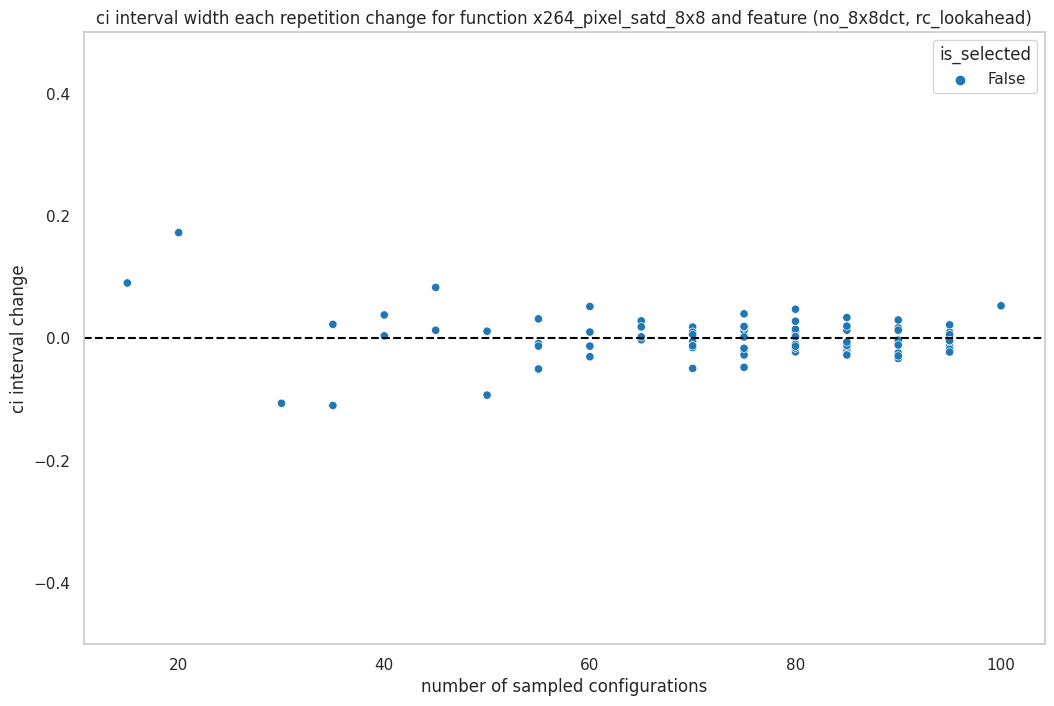 ci interval width each repetition change for function x264_pixel_satd_8x8 and feature (no_8x8dct, rc_lookahead)
is_selected
False
0.4
0.2
0.0
−0.2
−0.4
ci interval change
20
40
60
80
100
number of sampled configurations